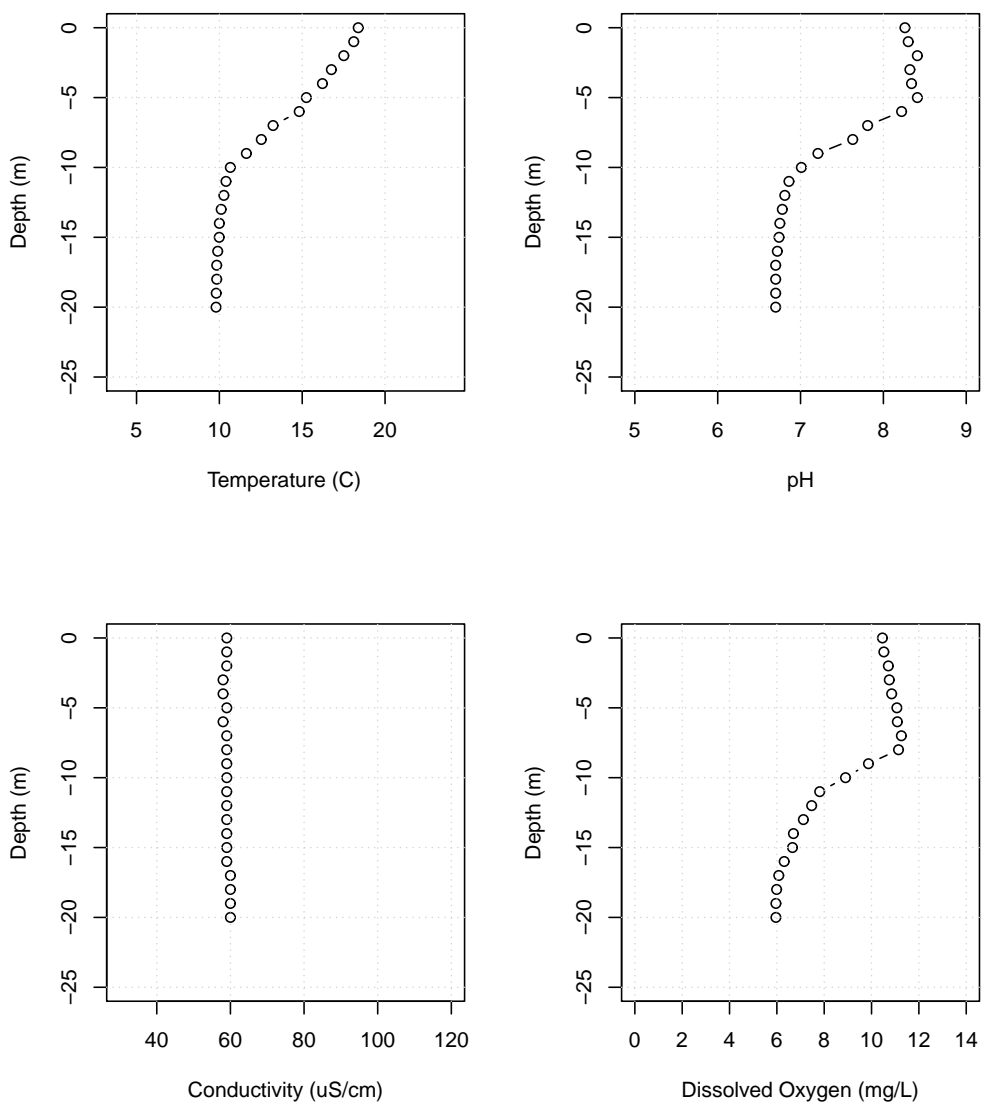 0
−5
−10
−15
−20
−25
Depth (m)
5 10 15 20
Temperature (C)
0
−5
−10
−15
−20
−25
Depth (m)
5 6 7 8 9
pH
0
−5
−10
−15
−20
−25
Depth (m)
40 60 80 100 120
Conductivity (uS/cm)
0
−5
−10
−15
−20
−25
Depth (m)
0 2 4 6 8 10 12 14
Dissolved Oxygen (mg/L)